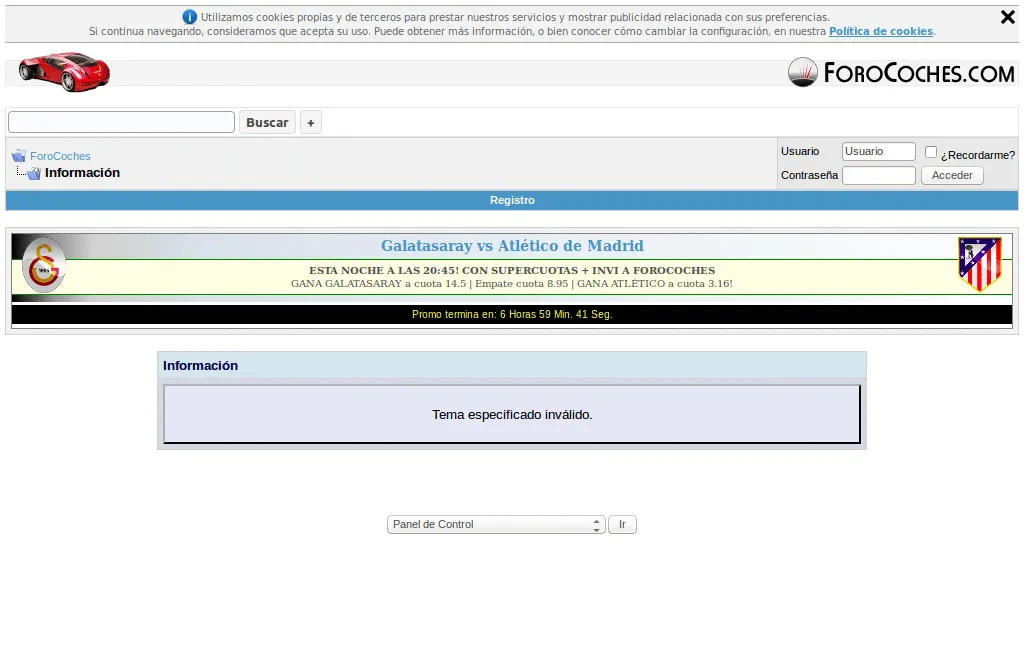 Utilizamos cookies propias y de terceros para prestar nuestros servicios y mostrar publicidad relacionada con sus preferencias.
Si continua navegando, consideramos que acepta su uso. Puede obtener más información, o bien conocer cómo cambiar la configuración, en nuestra Política de cookies.
FOROCOCHES.COM
Buscar +
ForoCoches
Información
Usuario Usuario ¿Recordarme?
Contraseña Acceder
Registro
Galatasaray vs Atlético de Madrid
ESTA NOCHE A LAS 20:45! CON SUPERCUOTAS + INVI A FOROCOCHES
GANA GALATASARAY a cuota 14.5 | Empate cuota 8.95 | GANA ATLÉTICO a cuota 3.16!
Promo termina en: 6 Horas 59 Min. 41 Seg.
Información
Tema especificado inválido.
Panel de Control Ir